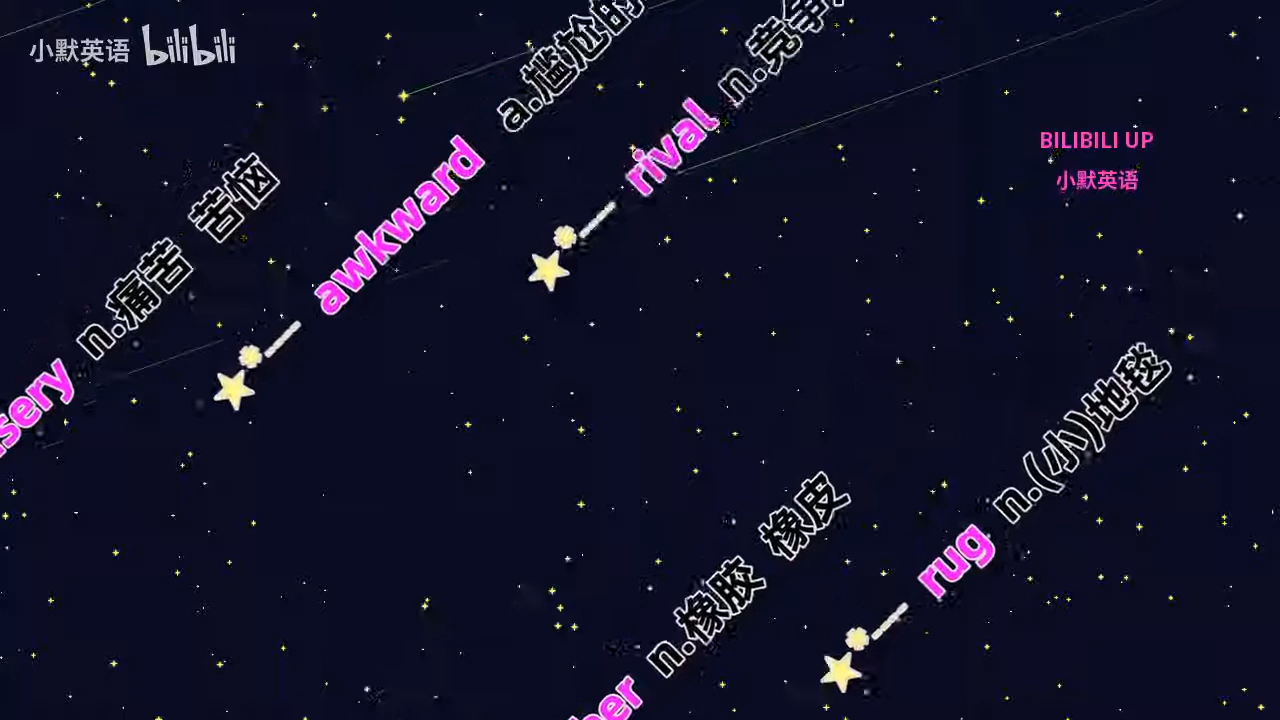 小默英语 bilibili
BILIBILI UP
小默英语
n.痛苦 苦恼
awkward a.尴尬的
rival n.竞争
n.橡胶 橡皮
rug n.(小)地毯